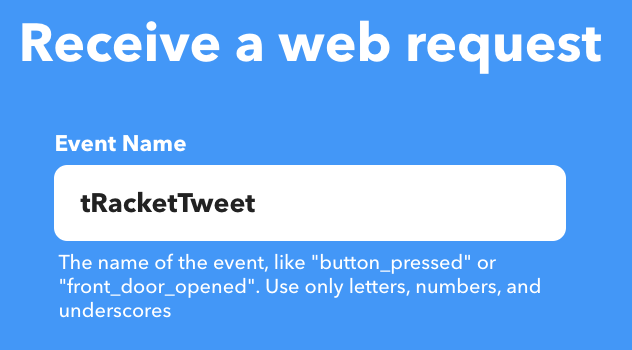 Receive a web request
Event Name
tRacketTweet
The name of the event, like "button_pressed" or
"front_door_opened". Use only letters, numbers, and
underscores